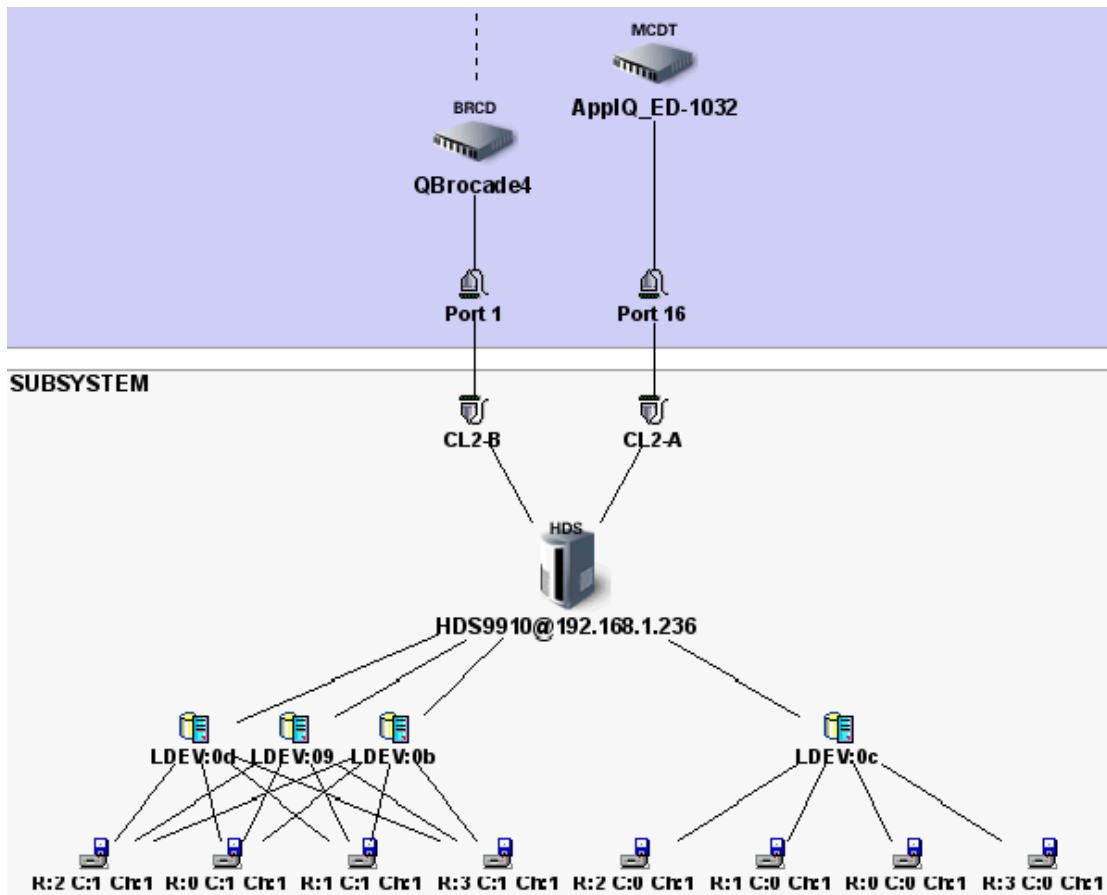 MCDT
AppIQ_ED-1032
BRCD
QBrocade4
Port 1
Port 16
SUBSYSTEM
CL2-B
CL2-A
HDS
HDS9910@192.168.1.236
LDEV:0d
LDEV:09
LDEV:0b
LDEV:0c
R:2 C:1 Ch:1
R:0 C:1 Ch:1
R:1 C:1 Ch:1
R:3 C:1 Ch:1
R:2 C:0 Ch:1
R:1 C:0 Ch:1
R:0 C:0 Ch:1
R:3 C:0 Ch:1